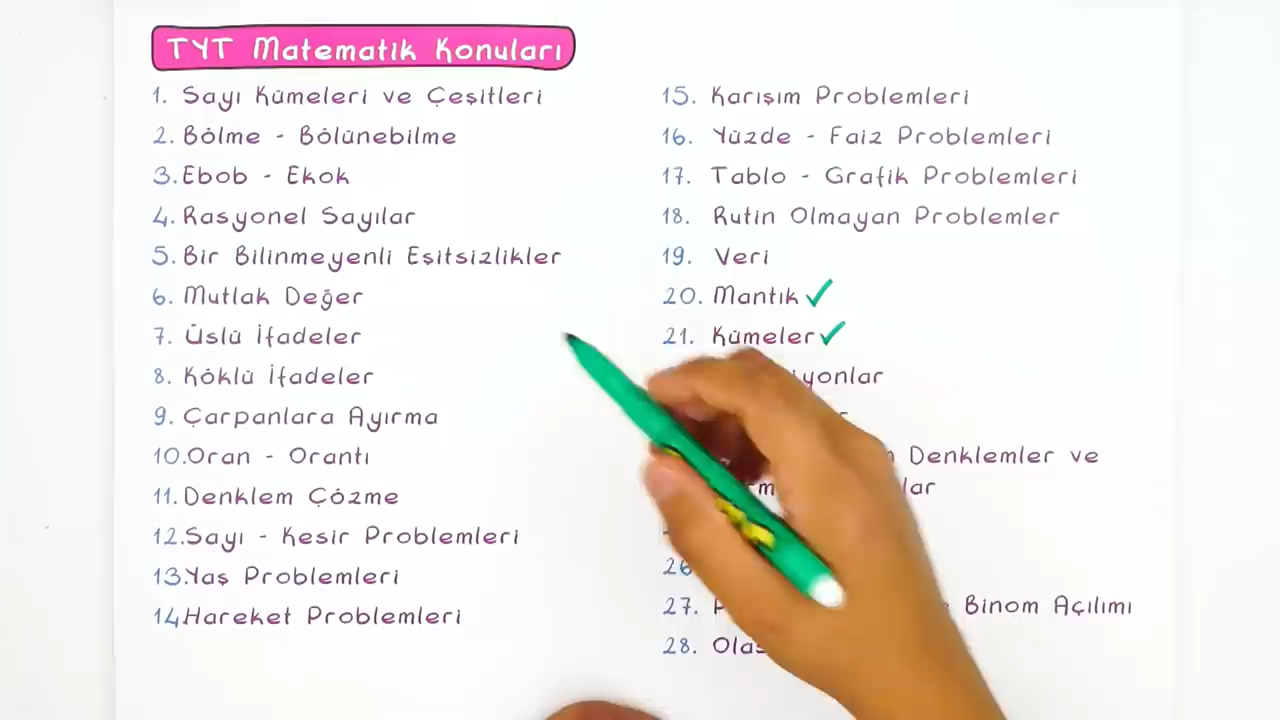 TYT Matematik Konuları
1. Sayı Kümeleri ve Çeşitleri
2. Bölme - Bölünebilme
3. Ebob - Ekok
4. Rasyonel Sayılar
5. Bir Bilinmeyenli Eşitsizlikler
6. Mutlak Değer
7. Üslü İfadeler
8. Köklü İfadeler
9. Çarpanlara Ayırma
10. Oran - Orantı
11. Denklem Çözme
12. Sayı - Kesir Problemleri
13. Yaş Problemleri
14. Hareket Problemleri
15. Karışım Problemleri
16. Yüzde - Faiz Problemleri
17. Tablo - Grafik Problemleri
18. Rutin Olmayan Problemler
19. Veri
20. Mantık ✓
21. Kümeler ✓
Denklemler ve
26
27. Binom Açılımı
28.